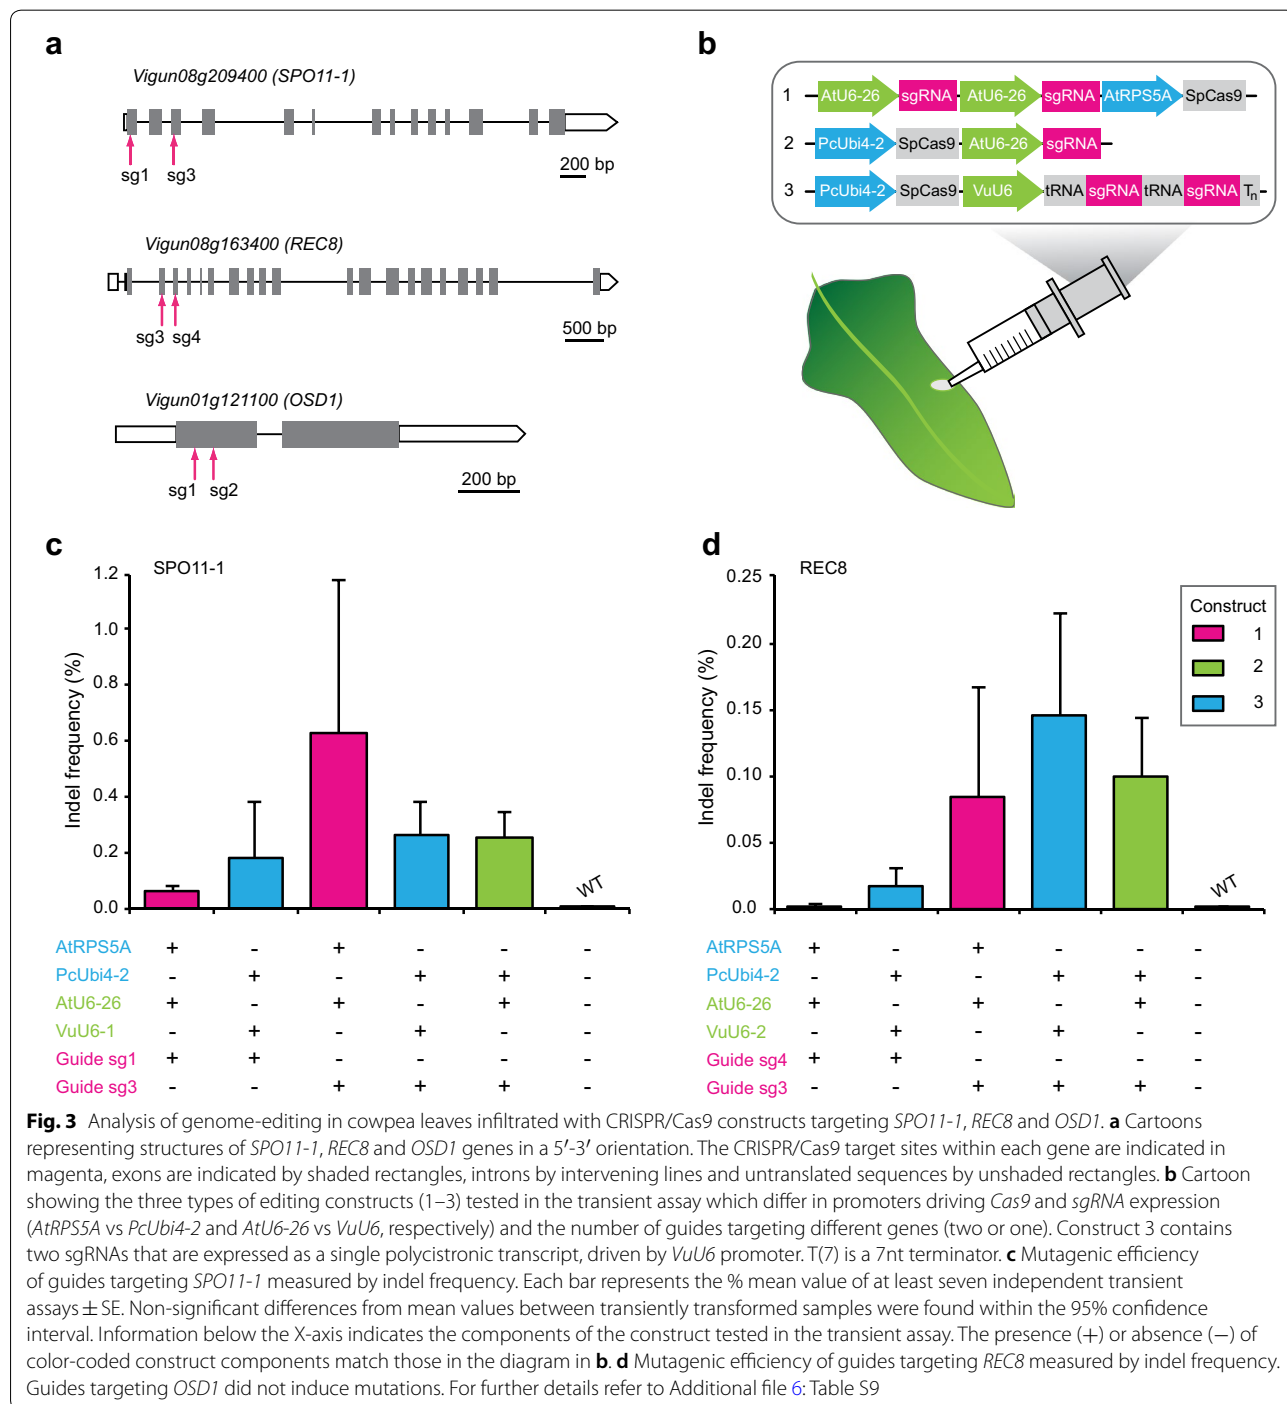 a
Vigun08g209400 (SPO11-1)
sg1
sg3
200 bp
Vigun08g163400 (REC8)
sg3
sg4
500 bp
Vigun01g121100 (OSD1)
sg1
sg2
200 bp
b
1 AtU6-26 sgRNA AtU6-26 sgRNA AtRPS5A SpCas9
2 PcUbi4-2 SpCas9 AtU6-26 sgRNA
3 PcUbi4-2 SpCas9 VuU6 tRNA sgRNA tRNA sgRNA Tn
c
SPO11-1
Indel frequency (%)
1.2
1.0
0.8
0.6
0.4
0.2
0.0
WT
AtRPS5A + - + - - -
PcUbi4-2 - + - + + -
AtU6-26 + - + - + -
VuU6-1 - + - + - -
Guide sg1 + + - - - -
Guide sg3 - - + + + -
d
REC8
Indel frequency (%)
0.25
0.20
0.15
0.10
0.05
0.0
WT
Construct
1
2
3
AtRPS5A + - + - - -
PcUbi4-2 - + - + + -
AtU6-26 + - + - + -
VuU6-2 - + - + - -
Guide sg4 + + - - - -
Guide sg3 - - + + + -
Fig. 3 Analysis of genome-editing in cowpea leaves infiltrated with CRISPR/Cas9 constructs targeting SPO11-1, REC8 and OSD1. a Cartoons
representing structures of SPO11-1, REC8 and OSD1 genes in a 5′-3′ orientation. The CRISPR/Cas9 target sites within each gene are indicated in
magenta, exons are indicated by shaded rectangles, introns by intervening lines and untranslated sequences by unshaded rectangles. b Cartoon
showing the three types of editing constructs (1–3) tested in the transient assay which differ in promoters driving Cas9 and sgRNA expression
(AtRPS5A vs PcUbi4-2 and AtU6-26 vs VuU6, respectively) and the number of guides targeting different genes (two or one). Construct 3 contains
two sgRNAs that are expressed as a single polycistronic transcript, driven by VuU6 promoter. T(7) is a 7nt terminator. c Mutagenic efficiency
of guides targeting SPO11-1 measured by indel frequency. Each bar represents the % mean value of at least seven independent transient
assays ± SE. Non-significant differences from mean values between transiently transformed samples were found within the 95% confidence
interval. Information below the X-axis indicates the components of the construct tested in the transient assay. The presence (+) or absence (−) of
color-coded construct components match those in the diagram in b. d Mutagenic efficiency of guides targeting REC8 measured by indel frequency.
Guides targeting OSD1 did not induce mutations. For further details refer to Additional file 6: Table S9